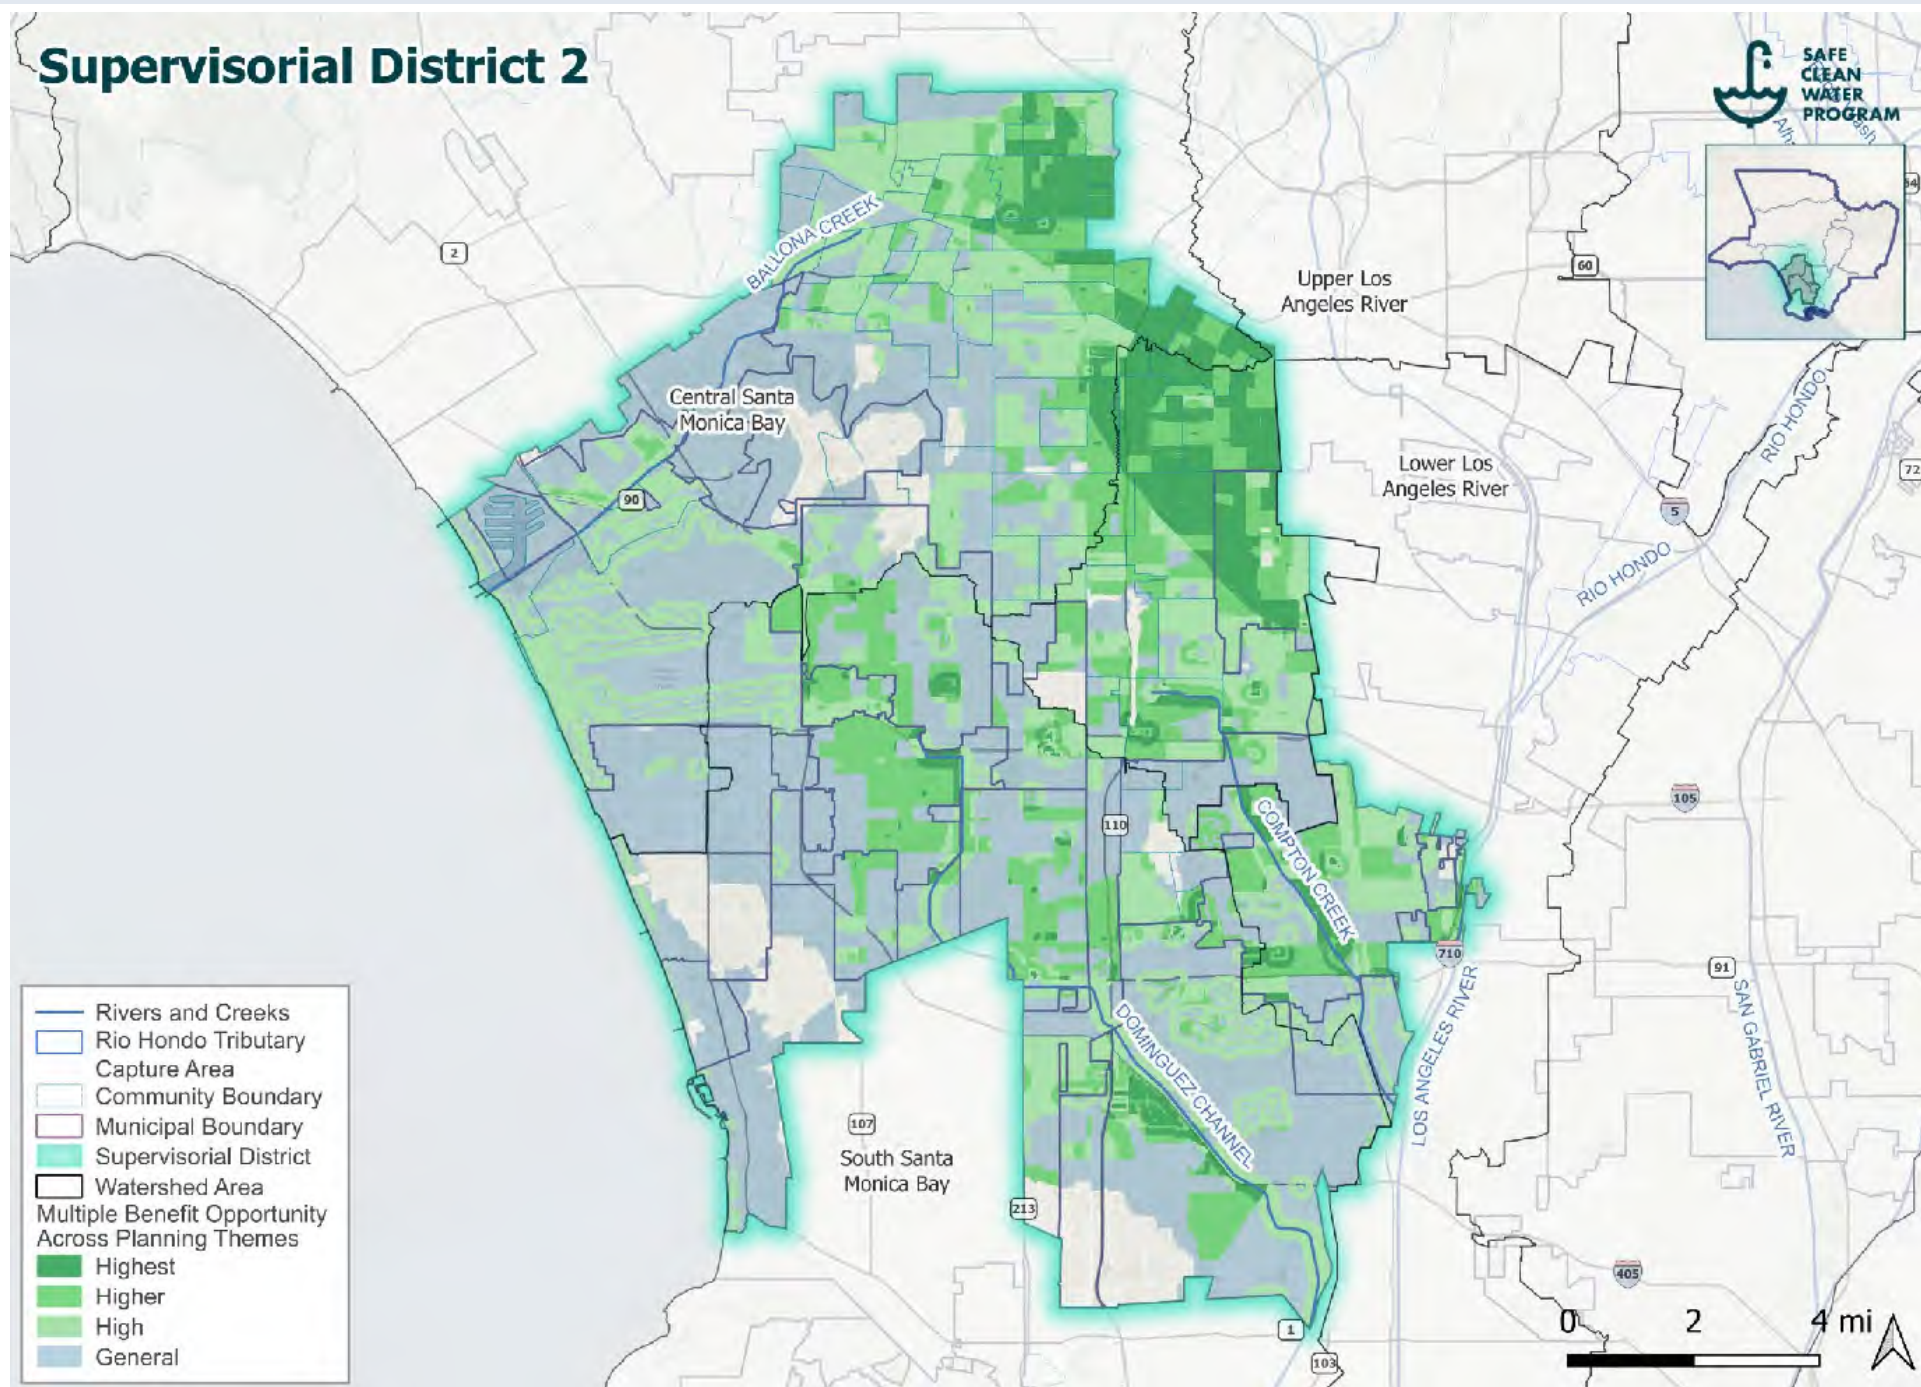 Supervisorial District 2
SAFE
CLEAN
WATER
PROGRAM
2
60
BALLONA CREEK
Upper Los
Angeles River
RIO HONDO
Central Santa
Monica Bay
Lower Los
Angeles River
72
90
5
RIO HONDO
105
110
COMPTON CREEK
710
91
LOS ANGELES RIVER
SAN GABRIEL RIVER
DOMINGUEZ CHANNEL
107
South Santa
Monica Bay
213
405
1
103
Rivers and Creeks
Rio Hondo Tributary
Capture Area
Community Boundary
Municipal Boundary
Supervisorial District
Watershed Area
Multiple Benefit Opportunity
Across Planning Themes
Highest
Higher
High
General
0 2 4 mi